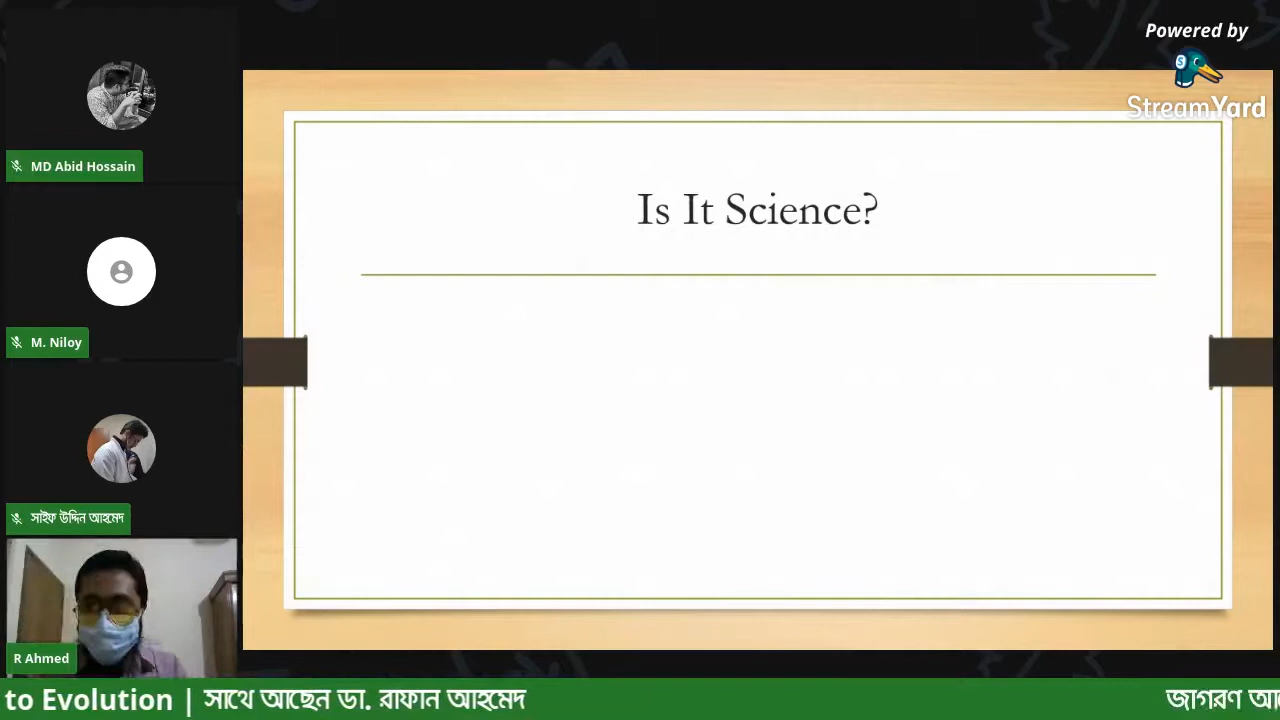 Powered by
StreamYard
MD Abid Hossain
M. Niloy
সাইফ উদ্দিন আহমেদ
R Ahmed
Is It Science?
to Evolution | সাথে আছেন ডা. রাফান আহমেদ
জাগরণ